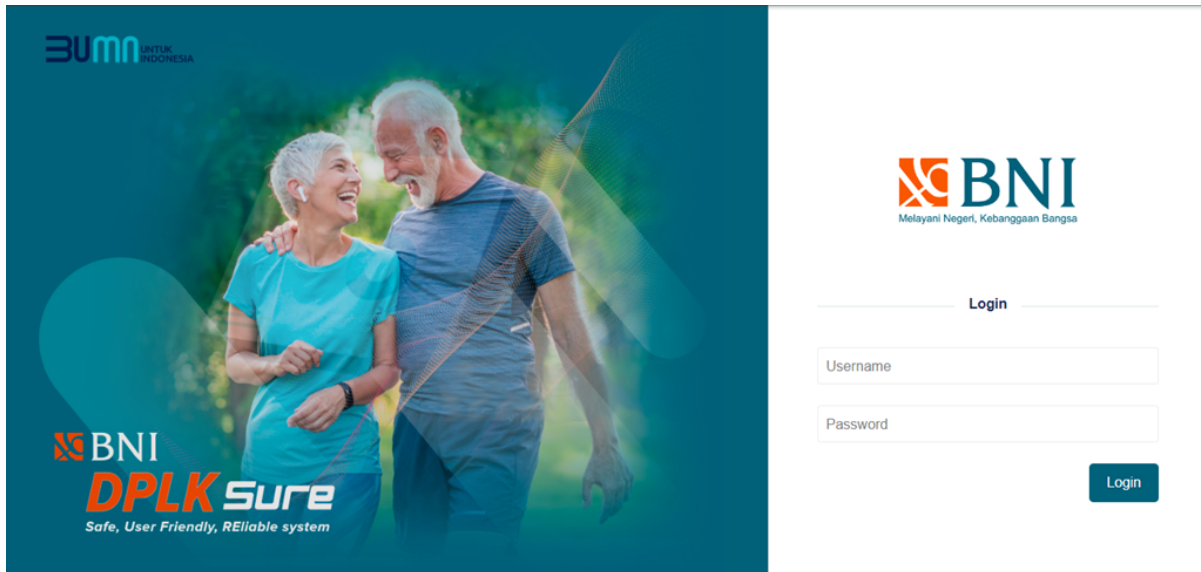 BUMN UNTUK
INDONESIA
BNI
DPLK Sure
Safe, User Friendly, REliable system
BNI
Melayani Negeri, Kebanggaan Bangsa
Login
Username
Password
Login